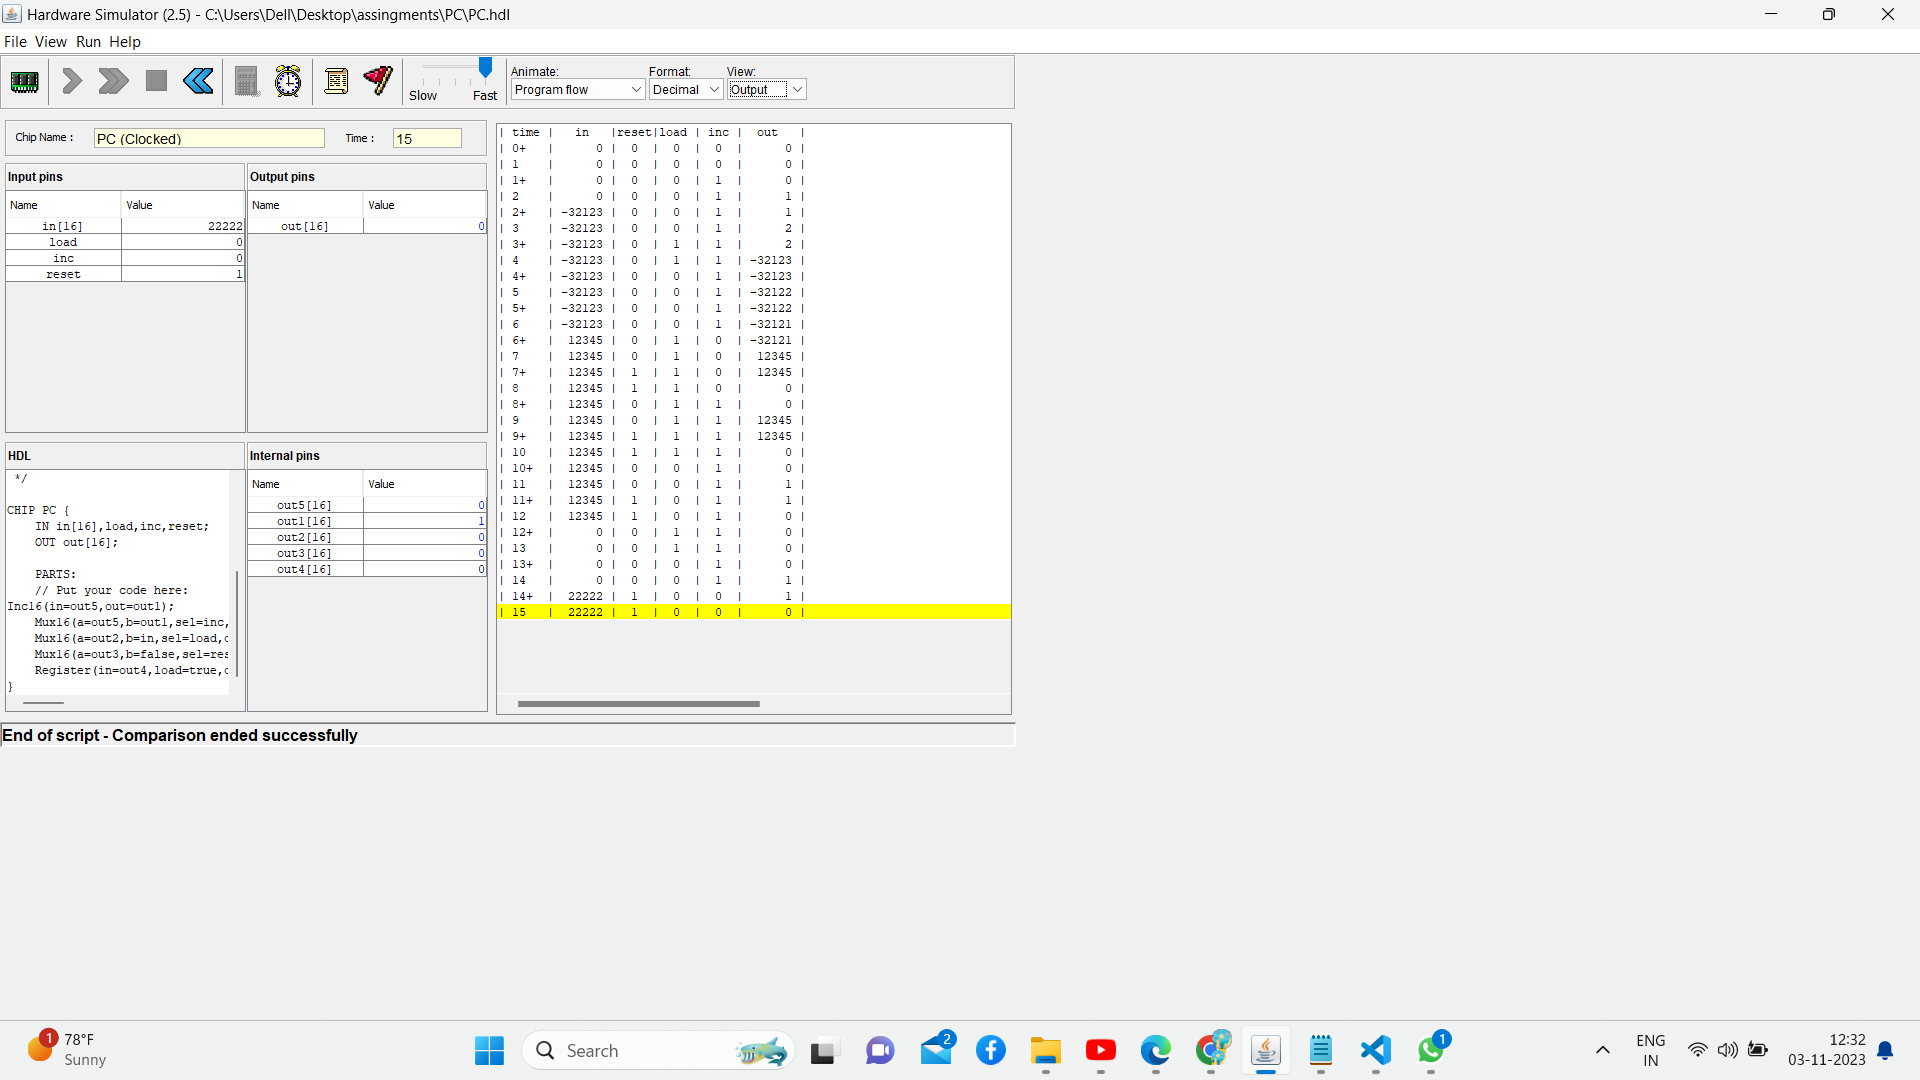 Hardware Simulator (2.5) - C:\Users\Dell\Desktop\assingments\PC\PC.hdl
File View Run Help
Slow Fast
Animate: Format: View:
Program flow Decimal Output
Chip Name : PC (Clocked) Time : 15
Input pins
Name Value
in[16] 22222
load 0
inc 0
reset 1
Output pins
Name Value
out[16] 0
HDL
*/
CHIP PC {
IN in[16],load,inc,reset;
OUT out[16];
PARTS:
// Put your code here:
Inc16(in=out5,out=out1);
Mux16(a=out5,b=out1,sel=inc,
Mux16(a=out2,b=in,sel=load,
Mux16(a=out3,b=false,sel=res
Register(in=out4,load=true,
}
Internal pins
Name Value
out5[16] 0
out1[16] 1
out2[16] 0
out3[16] 0
out4[16] 0
| time | in |reset|load | inc | out |
| 0+ | 0 | 0 | 0 | 0 | 0 |
| 1 | 0 | 0 | 0 | 0 | 0 |
| 1+ | 0 | 0 | 0 | 1 | 0 |
| 2 | 0 | 0 | 0 | 1 | 1 |
| 2+ | -32123 | 0 | 0 | 1 | 1 |
| 3 | -32123 | 0 | 0 | 1 | 2 |
| 3+ | -32123 | 0 | 1 | 1 | 2 |
| 4 | -32123 | 0 | 1 | 1 | -32123 |
| 4+ | -32123 | 0 | 0 | 1 | -32123 |
| 5 | -32123 | 0 | 0 | 1 | -32122 |
| 5+ | -32123 | 0 | 0 | 1 | -32122 |
| 6 | -32123 | 0 | 0 | 1 | -32121 |
| 6+ | 12345 | 0 | 1 | 0 | -32121 |
| 7 | 12345 | 0 | 1 | 0 | 12345 |
| 7+ | 12345 | 1 | 1 | 0 | 12345 |
| 8 | 12345 | 1 | 1 | 0 | 0 |
| 8+ | 12345 | 0 | 1 | 1 | 0 |
| 9 | 12345 | 0 | 1 | 1 | 12345 |
| 9+ | 12345 | 1 | 1 | 1 | 12345 |
| 10 | 12345 | 1 | 1 | 1 | 0 |
| 10+ | 12345 | 0 | 0 | 1 | 0 |
| 11 | 12345 | 0 | 0 | 1 | 1 |
| 11+ | 12345 | 1 | 0 | 1 | 1 |
| 12 | 12345 | 1 | 0 | 1 | 0 |
| 12+ | 0 | 0 | 1 | 1 | 0 |
| 13 | 0 | 0 | 1 | 1 | 0 |
| 13+ | 0 | 0 | 0 | 1 | 0 |
| 14 | 0 | 0 | 0 | 1 | 1 |
| 14+ | 22222 | 1 | 0 | 0 | 1 |
| 15 | 22222 | 1 | 0 | 0 | 0 |
End of script - Comparison ended successfully
1
78°F
Sunny
Search
2
1
ENG
IN
12:32
03-11-2023